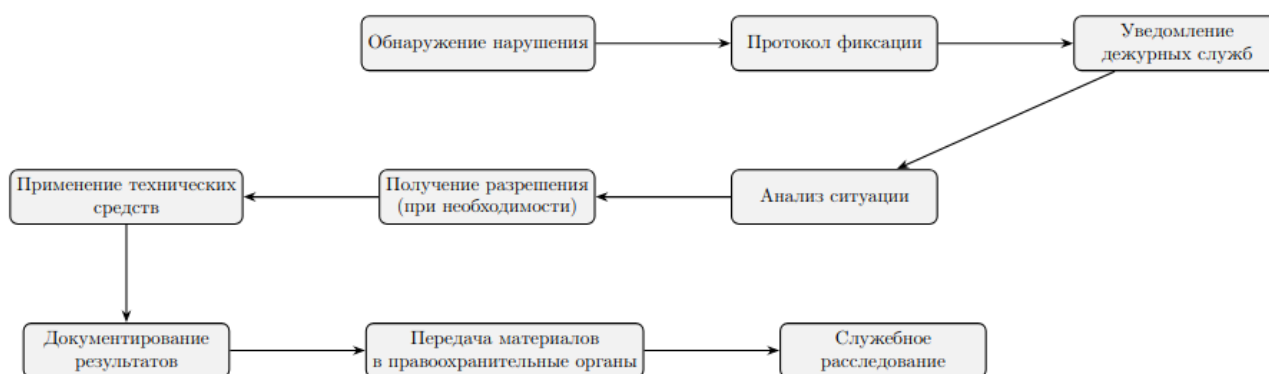 Обнаружение нарушения
Протокол фиксации
Уведомление
дежурных служб
Анализ ситуации
Получение разрешения
(при необходимости)
Применение технических
средств
Документирование
результатов
Передача материалов
в правоохранительные органы
Служебное
расследование